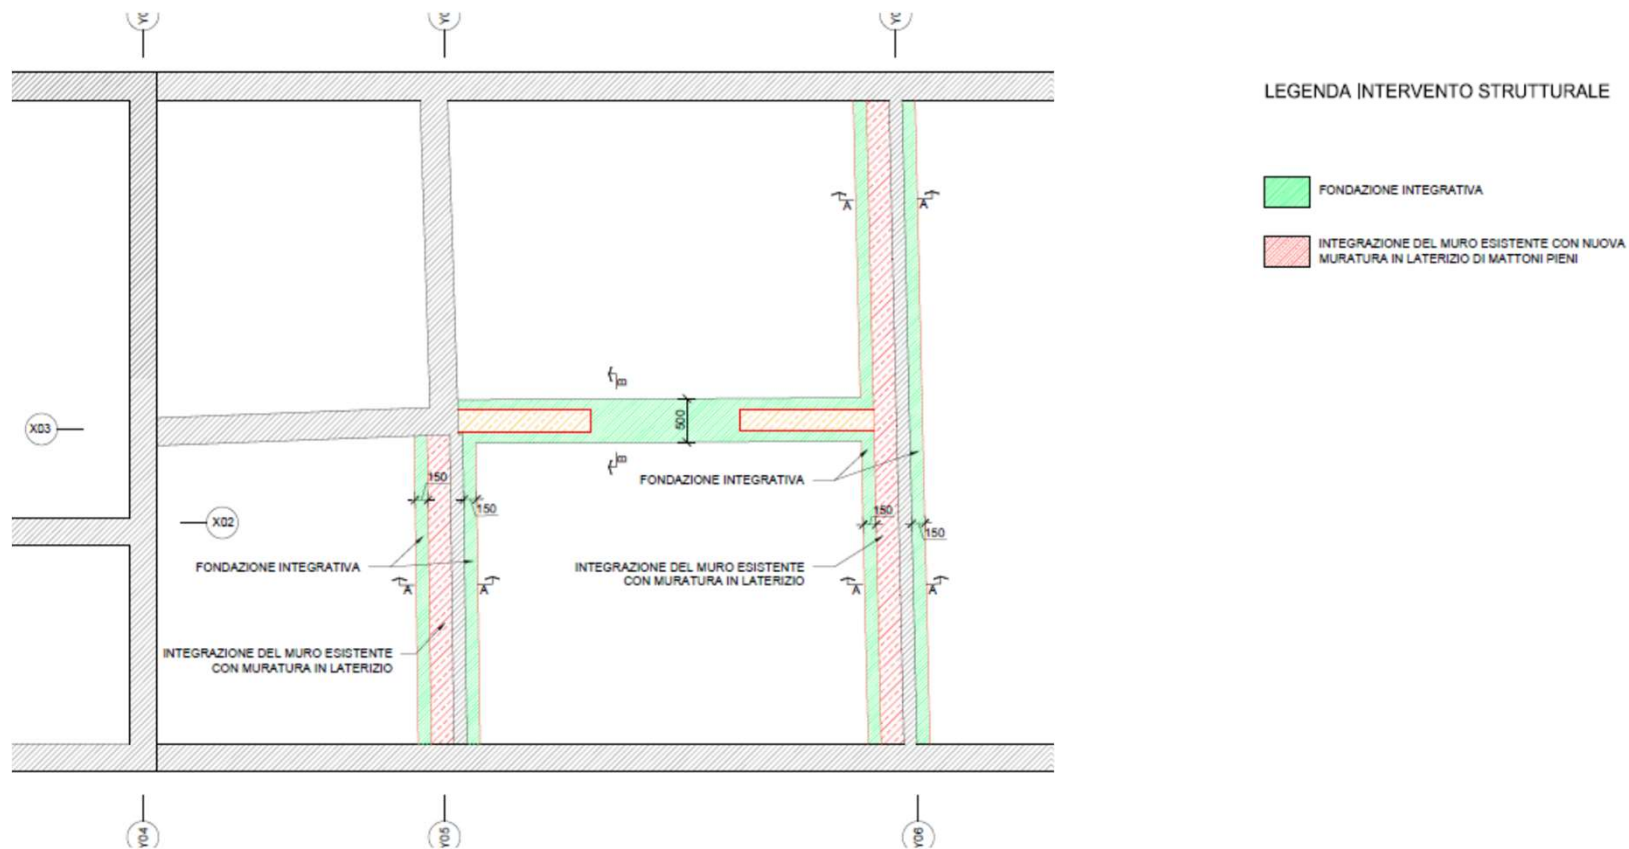 LEGENDA INTERVENTO STRUTTURALE
FONDAZIONE INTEGRATIVA
INTEGRAZIONE DEL MURO ESISTENTE CON NUOVA
MURATURA IN LATERIZIO DI MATTONI PIENI
A
A
B
X03
500
B
150
FONDAZIONE INTEGRATIVA
150
150
X02
150
FONDAZIONE INTEGRATIVA
INTEGRAZIONE DEL MURO ESISTENTE
CON MURATURA IN LATERIZIO
A
A
A
A
INTEGRAZIONE DEL MURO ESISTENTE
CON MURATURA IN LATERIZIO
Y04
Y05
Y06